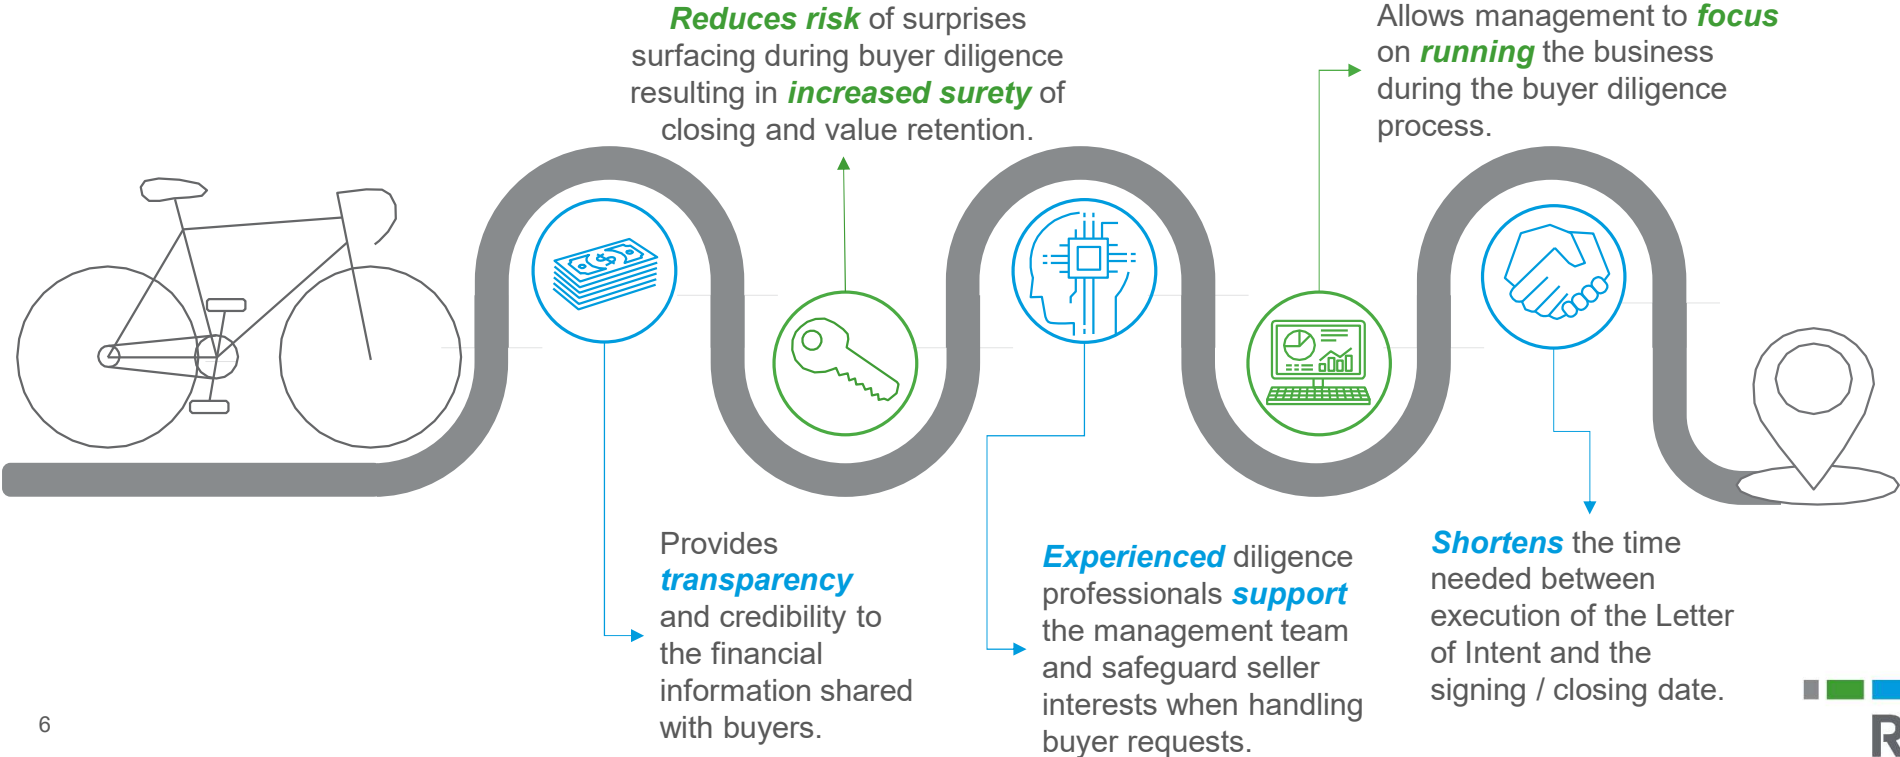 Reduces risk of surprises
surfacing during buyer diligence
resulting in increased surety of
closing and value retention.
Allows management to focus
on running the business
during the buyer diligence
process.
Provides
transparency
and credibility to
the financial
information shared
with buyers.
Experienced diligence
professionals support
the management team
and safeguard seller
interests when handling
buyer requests.
Shortens the time
needed between
execution of the Letter
of Intent and the
signing / closing date.
6
R